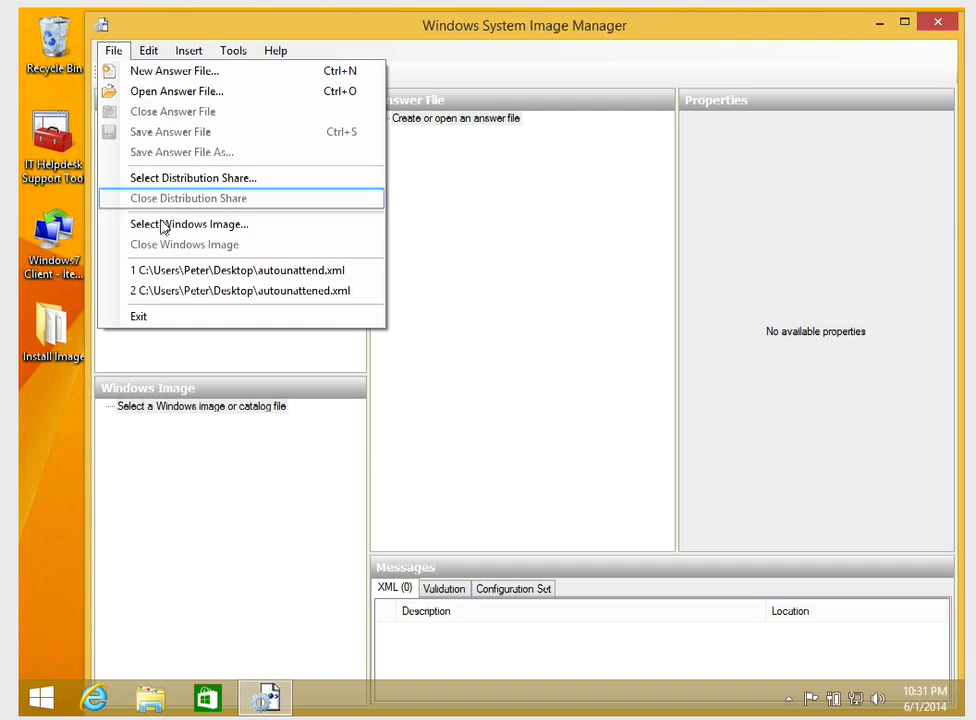 Recycle Bin
IT Helpdesk
Support Tool
Windows7
Client - Ite...
Install Image
Windows System Image Manager
File Edit Insert Tools Help
New Answer File... Ctrl+N
Open Answer File... Ctrl+O
Close Answer File
Save Answer File Ctrl+S
Save Answer File As...
Select Distribution Share...
Close Distribution Share
Select Windows Image...
Close Windows Image
1 C:\Users\Peter\Desktop\autounattend.xml
2 C:\Users\Peter\Desktop\autounattened.xml
Exit
nswer File
Create or open an answer file
Properties
No available properties
Windows Image
Select a Windows image or catalog file
Messages
XML (0) Validation Configuration Set
Description Location
10:31 PM
6/1/2014